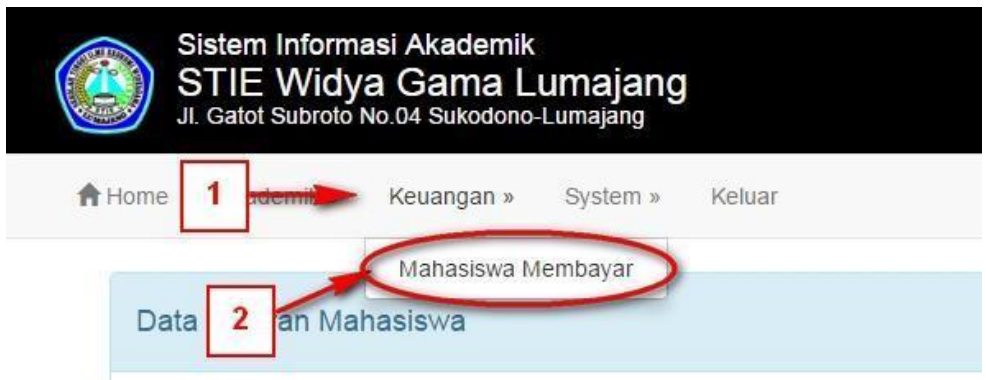 Sistem Informasi Akademik
STIE Widya Gama Lumajang
Jl. Gatot Subroto No.04 Sukodono-Lumajang
Home 1 Keuangan » System » Keluar
Mahasiswa Membayar
Data 2 Mahasiswa